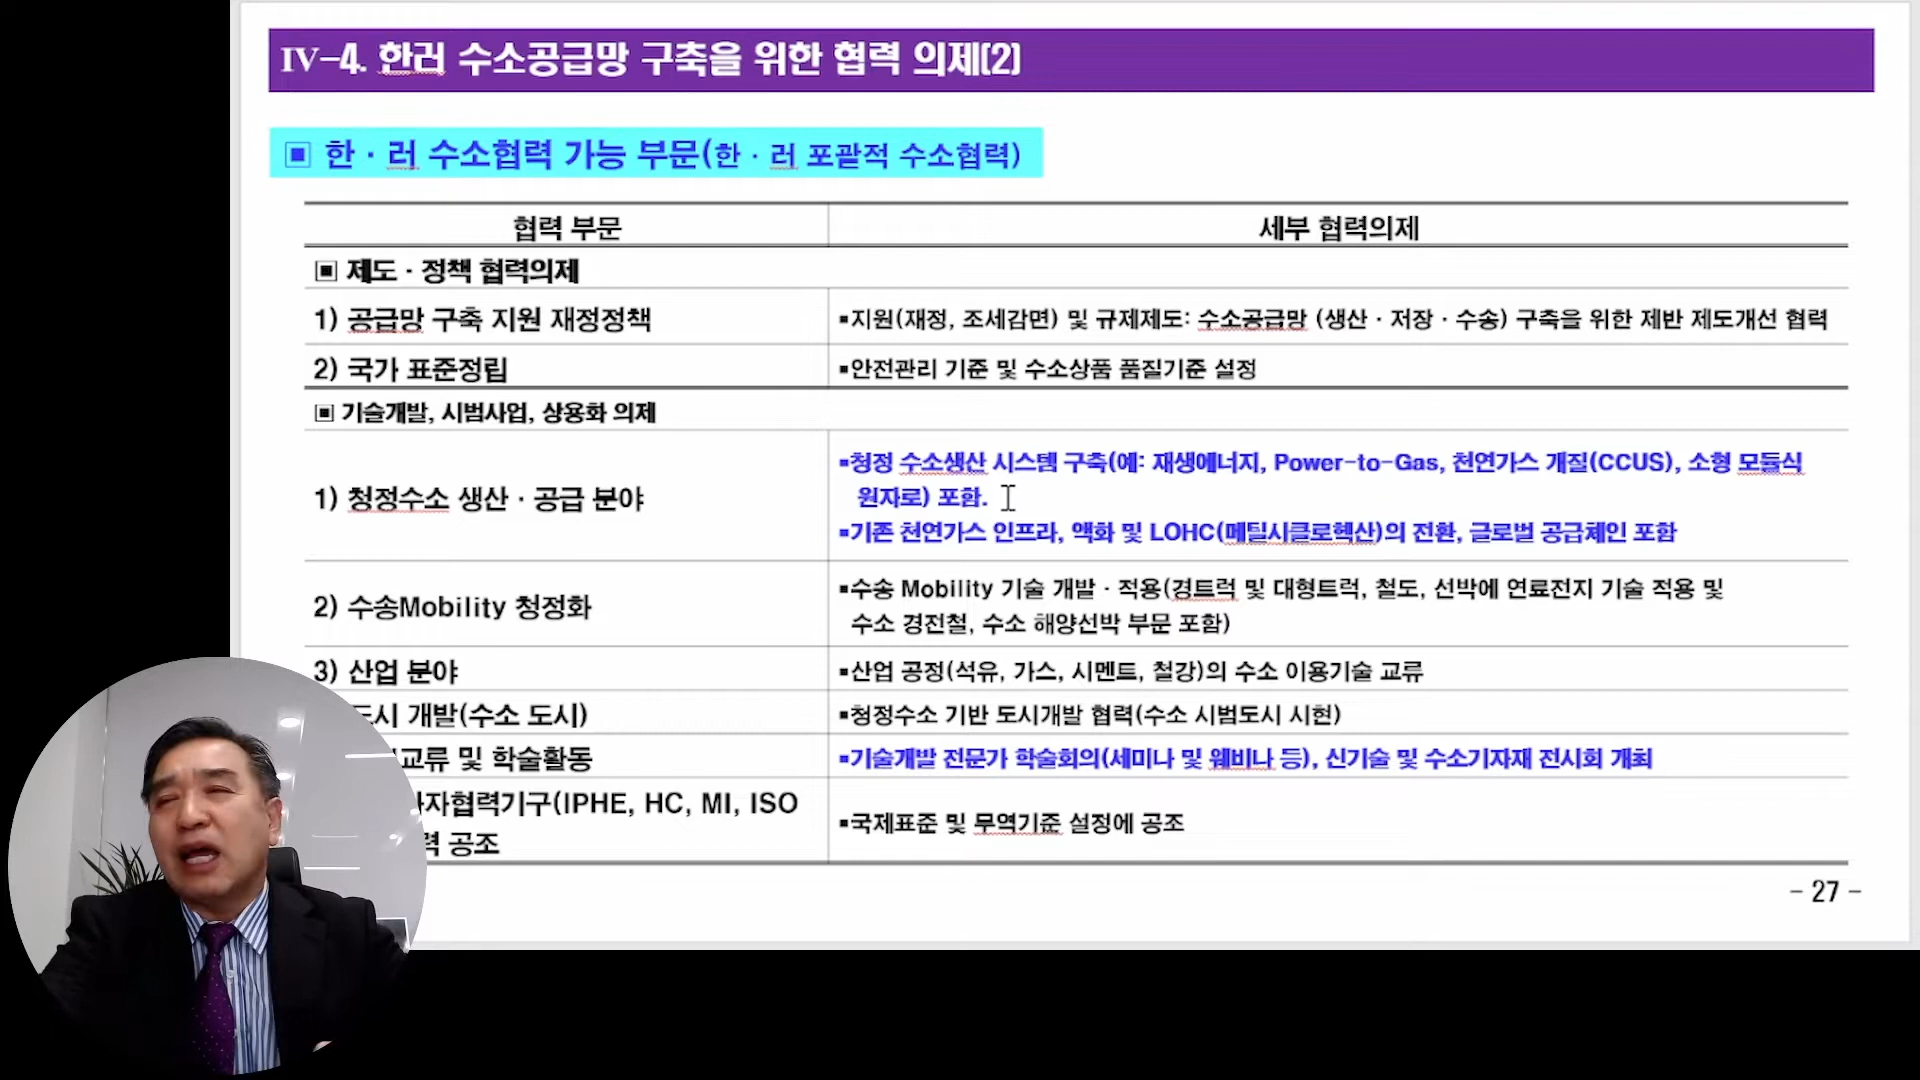 Ⅳ-4. 한러 수소공급망 구축을 위한 협력 의제(2)
▣ 한 · 러 수소협력 가능 부문(한 · 러 포괄적 수소협력)
협력 부문 세부 협력의제
▣ 제도 · 정책 협력의제
1) 공급망 구축 지원 재정정책 ▪지원(재정, 조세감면) 및 규제제도: 수소공급망 (생산 · 저장 · 수송) 구축을 위한 제반 제도개선 협력
2) 국가 표준정립 ▪안전관리 기준 및 수소상품 품질기준 설정
▣ 기술개발, 시범사업, 상용화 의제
1) 청정수소 생산 · 공급 분야
▪청정 수소생산 시스템 구축(예: 재생에너지, Power-to-Gas, 천연가스 개질(CCUS), 소형 모듈식
원자로) 포함.
▪기존 천연가스 인프라, 액화 및 LOHC(메틸시클로헥산)의 전환, 글로벌 공급체인 포함
2) 수송Mobility 청정화
▪수송 Mobility 기술 개발 · 적용(경트럭 및 대형트럭, 철도, 선박에 연료전지 기술 적용 및
수소 경전철, 수소 해양선박 부문 포함)
3) 산업 분야 ▪산업 공정(석유, 가스, 시멘트, 철강)의 수소 이용기술 교류
도시 개발(수소 도시) ▪청정수소 기반 도시개발 협력(수소 시범도시 시현)
교류 및 학술활동 ▪기술개발 전문가 학술회의(세미나 및 웨비나 등), 신기술 및 수소기자재 전시회 개최
자협력기구(IPHE, HC, MI, ISO
공조
▪국제표준 및 무역기준 설정에 공조
- 27 -